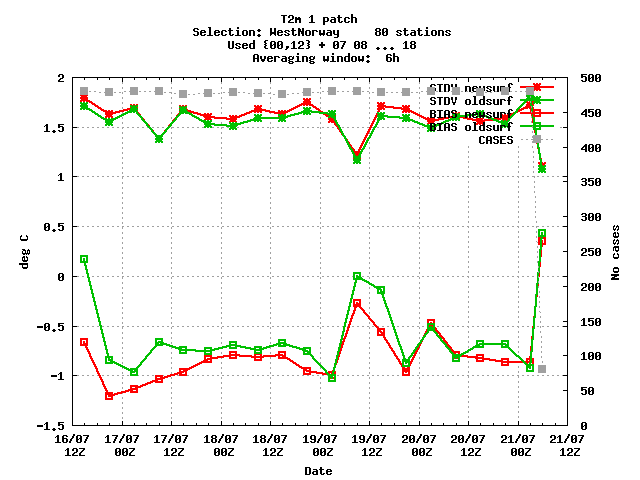 T2m 1 patch
Selection: WestNorway     80 stations
Used {00,12} + 07 08 ... 18
Averaging window:  6h
STDV newsurf
STDV oldsurf
BIAS newsurf
BIAS oldsurf
CASES
deg C
2
1.5
1
0.5
0
-0.5
-1
-1.5
500
450
400
350
300
250
200
150
100
50
0
No cases
16/07 17/07 17/07 18/07 18/07 19/07 19/07 20/07 20/07 21/07 21/07
12Z 00Z 12Z 00Z 12Z 00Z 12Z 00Z 12Z 00Z 12Z
Date